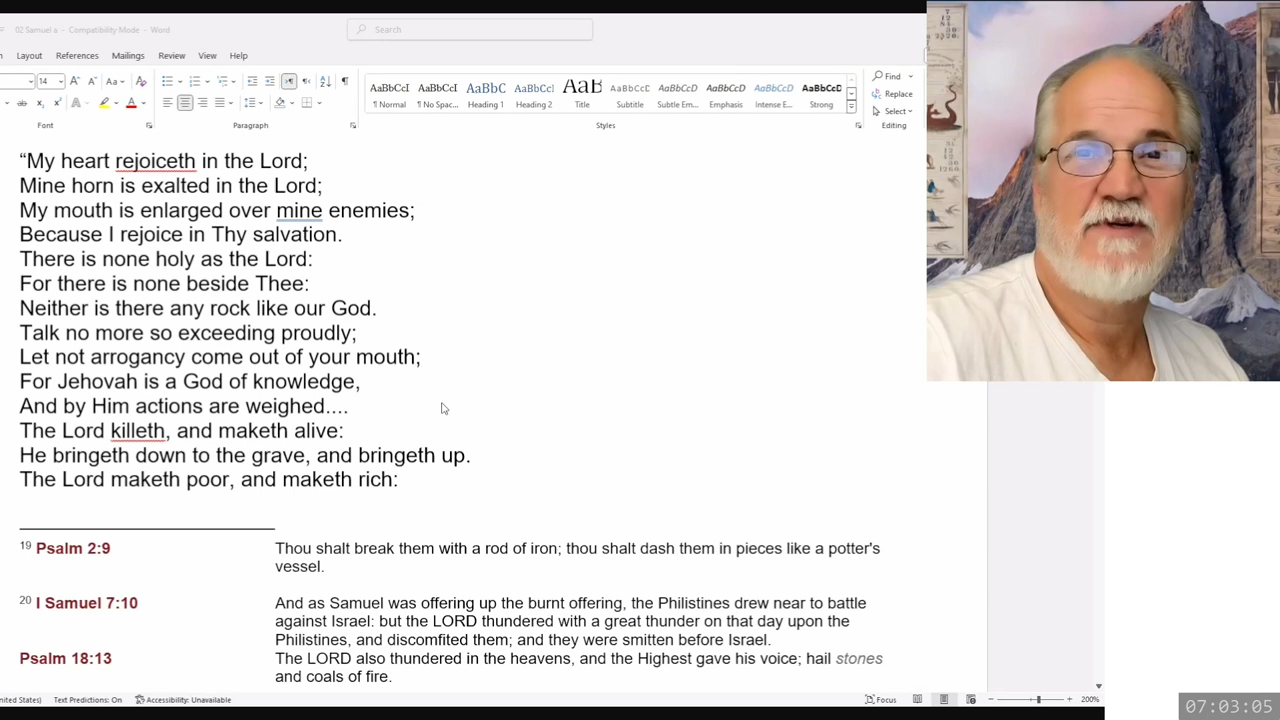 02 Samuel a - Compatibility Mode - Word
Search
Layout References Mailings Review View Help
14
Aa
AaBbCcI AaBbCcI AaBbC AaBbCcI AaB AaBbCcD AaBbCcD AaBbCcD AaBbCcD AaBbCcD
¶ Normal ¶ No Spac... Heading 1 Heading 2 Title Subtitle Subtle Em... Emphasis Intense E... Strong
Find
Replace
Select
Font Paragraph Styles Editing
“My heart rejoiceth in the Lord;
Mine horn is exalted in the Lord;
My mouth is enlarged over mine enemies;
Because I rejoice in Thy salvation.
There is none holy as the Lord:
For there is none beside Thee:
Neither is there any rock like our God.
Talk no more so exceeding proudly;
Let not arrogancy come out of your mouth;
For Jehovah is a God of knowledge,
And by Him actions are weighed....
The Lord killeth, and maketh alive:
He bringeth down to the grave, and bringeth up.
The Lord maketh poor, and maketh rich:
19 Psalm 2:9 Thou shalt break them with a rod of iron; thou shalt dash them in pieces like a potter's
vessel.
20 I Samuel 7:10 And as Samuel was offering up the burnt offering, the Philistines drew near to battle
against Israel: but the LORD thundered with a great thunder on that day upon the
Philistines, and discomfited them; and they were smitten before Israel.
Psalm 18:13 The LORD also thundered in the heavens, and the Highest gave his voice; hail stones
and coals of fire.
nited States) Text Predictions: On Accessibility: Unavailable Focus 200%
07:03:05